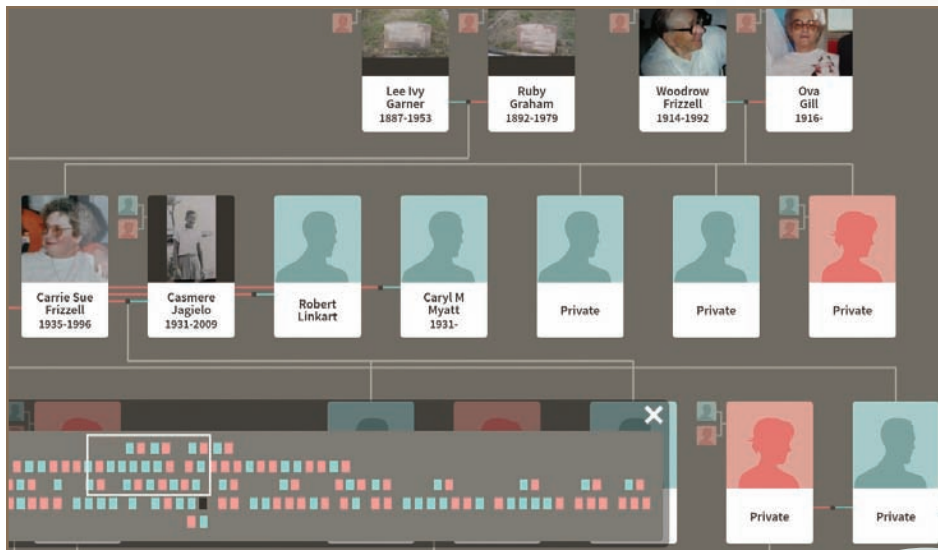 Lee Ivy
Garner
1887-1953
Ruby
Graham
1892-1979
Woodrow
Frizzell
1914-1992
Ova
Gill
1916-
Carrie Sue
Frizzell
1935-1996
Casmere
Jagielo
1931-2009
Robert
Linkart
Caryl M
Myatt
1931-
Private
Private
Private
Private
Private